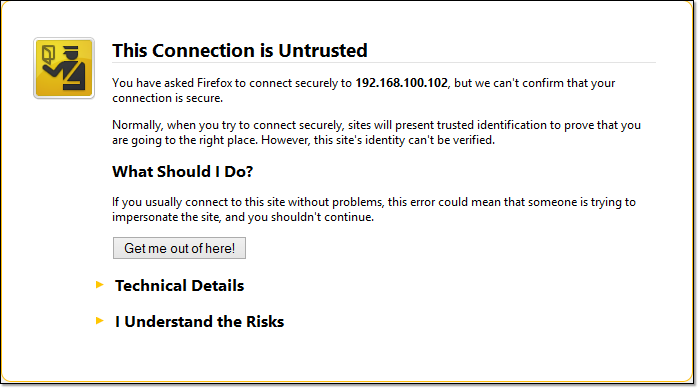 This Connection is Untrusted
You have asked Firefox to connect securely to 192.168.100.102, but we can't confirm that your
connection is secure.
Normally, when you try to connect securely, sites will present trusted identification to prove that you
are going to the right place. However, this site's identity can't be verified.
What Should I Do?
If you usually connect to this site without problems, this error could mean that someone is trying to
impersonate the site, and you shouldn't continue.
Get me out of here!
Technical Details
I Understand the Risks